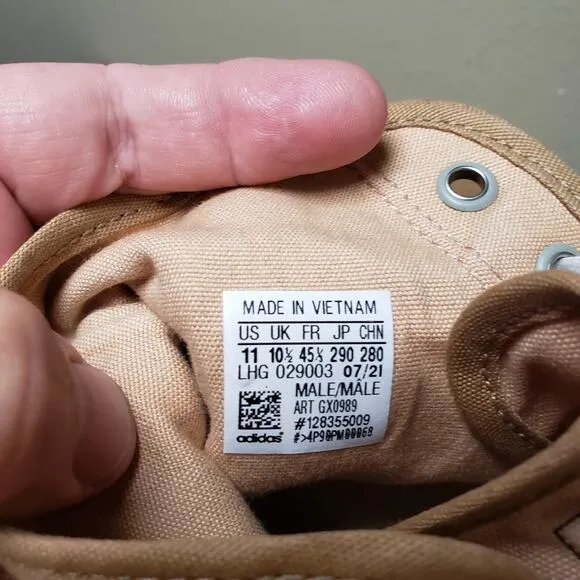 MADE IN VIETNAM
US UK FR JP CHN
11 10½ 45⅓ 290 280
LHG 029003 07/21
MALE/MÂLE
ART GX0989
#128355009
adidas